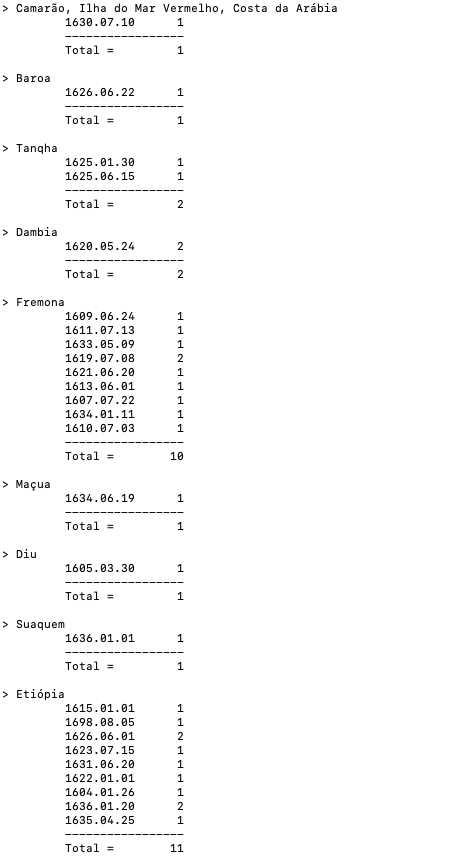 > Camarão, Ilha do Mar Vermelho, Costa da Arábia
1630.07.10 1
-----------------
Total = 1
> Baroa
1626.06.22 1
-----------------
Total = 1
> Tanqha
1625.01.30 1
1625.06.15 1
-----------------
Total = 2
> Dambia
1620.05.24 2
-----------------
Total = 2
> Fremona
1609.06.24 1
1611.07.13 1
1633.05.09 1
1619.07.08 2
1621.06.20 1
1613.06.01 1
1607.07.22 1
1634.01.11 1
1610.07.03 1
-----------------
Total = 10
> Maçua
1634.06.19 1
-----------------
Total = 1
> Diu
1605.03.30 1
-----------------
Total = 1
> Suaquem
1636.01.01 1
-----------------
Total = 1
> Etiópia
1615.01.01 1
1698.08.05 1
1626.06.01 2
1623.07.15 1
1631.06.20 1
1622.01.01 1
1604.01.26 1
1636.01.20 2
1635.04.25 1
-----------------
Total = 11